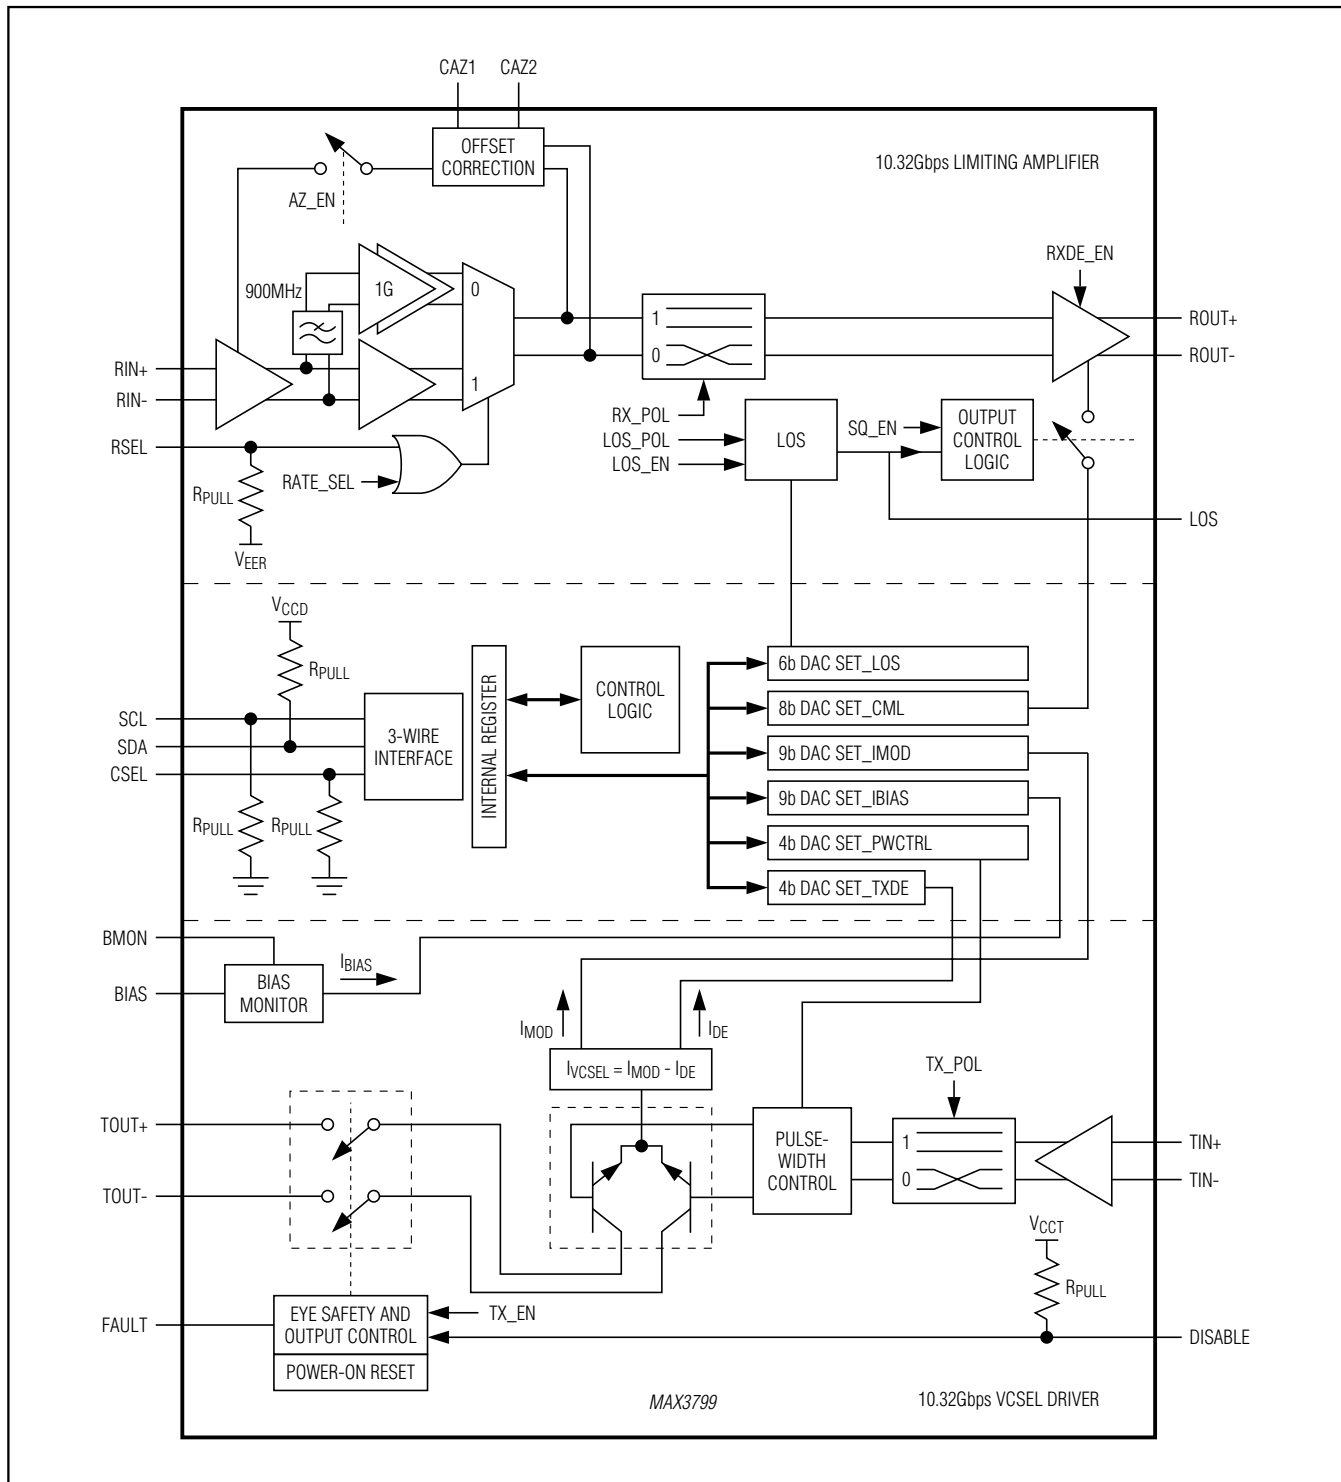 CAZ1 CAZ2
OFFSET
CORRECTION
10.32Gbps LIMITING AMPLIFIER
AZ_EN
RXDE_EN
900MHz
1G
0
1
1
0
RIN+
RIN-
ROUT+
ROUT-
RX_POL
LOS_POL
LOS_EN
LOS
SQ_EN
OUTPUT
CONTROL
LOGIC
RSEL
RATE_SEL
RPULL
VEER
LOS
VCCD
RPULL
SCL
SDA
CSEL
3-WIRE
INTERFACE
INTERNAL REGISTER
CONTROL
LOGIC
6b DAC SET_LOS
8b DAC SET_CML
9b DAC SET_IMOD
9b DAC SET_IBIAS
4b DAC SET_PWCTRL
4b DAC SET_TXDE
RPULL RPULL
BMON
BIAS
BIAS
MONITOR
IBIAS
IMOD
IDE
IVCSEL = IMOD - IDE
TX_POL
TOUT+
TOUT-
PULSE-
WIDTH
CONTROL
1
0
TIN+
TIN-
VCCT
RPULL
FAULT
EYE SAFETY AND
OUTPUT CONTROL
POWER-ON RESET
TX_EN
DISABLE
MAX3799
10.32Gbps VCSEL DRIVER